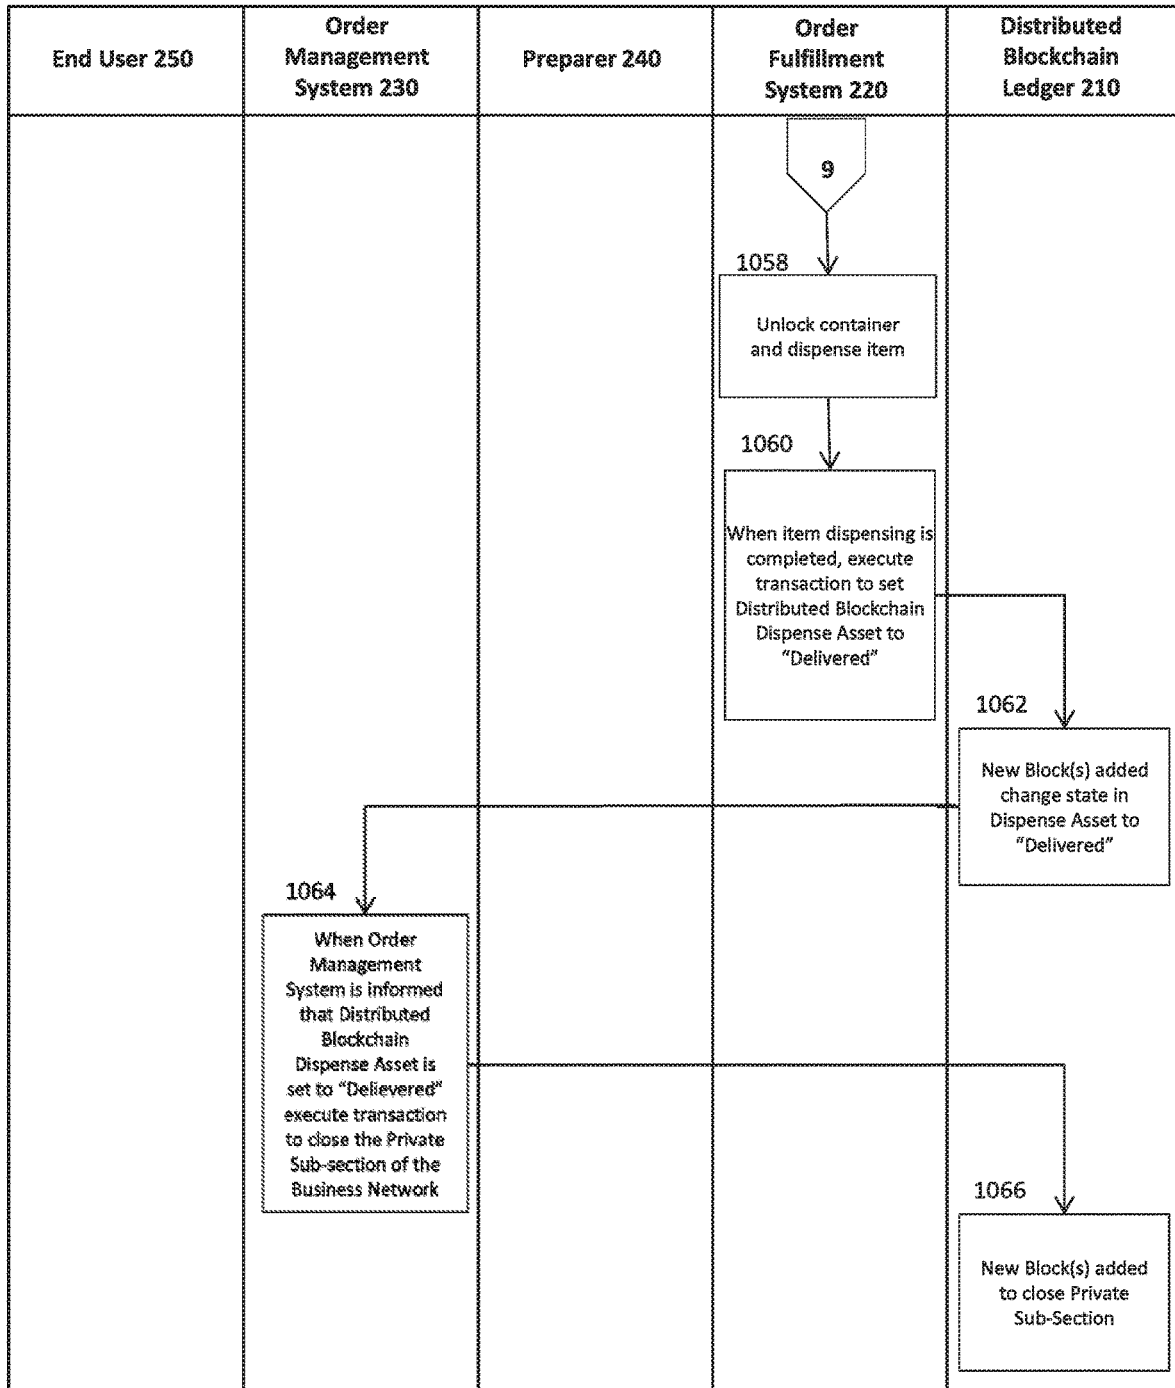 End User 250
Order
Management
System 230
Preparer 240
Order
Fulfillment
System 220
Distributed
Blockchain
Ledger 210
9
1058
Unlock container
and dispense item
1060
When item dispensing is
completed, execute
transaction to set
Distributed Blockchain
Dispense Asset to
“Delivered”
1062
New Block(s) added
change state in
Dispense Asset to
“Delivered”
1064
When Order
Management
System is informed
that Distributed
Blockchain
Dispense Asset is
set to “Delievered”
execute transaction
to close the Private
Sub-section of the
Business Network
1066
New Block(s) added
to close Private
Sub-Section